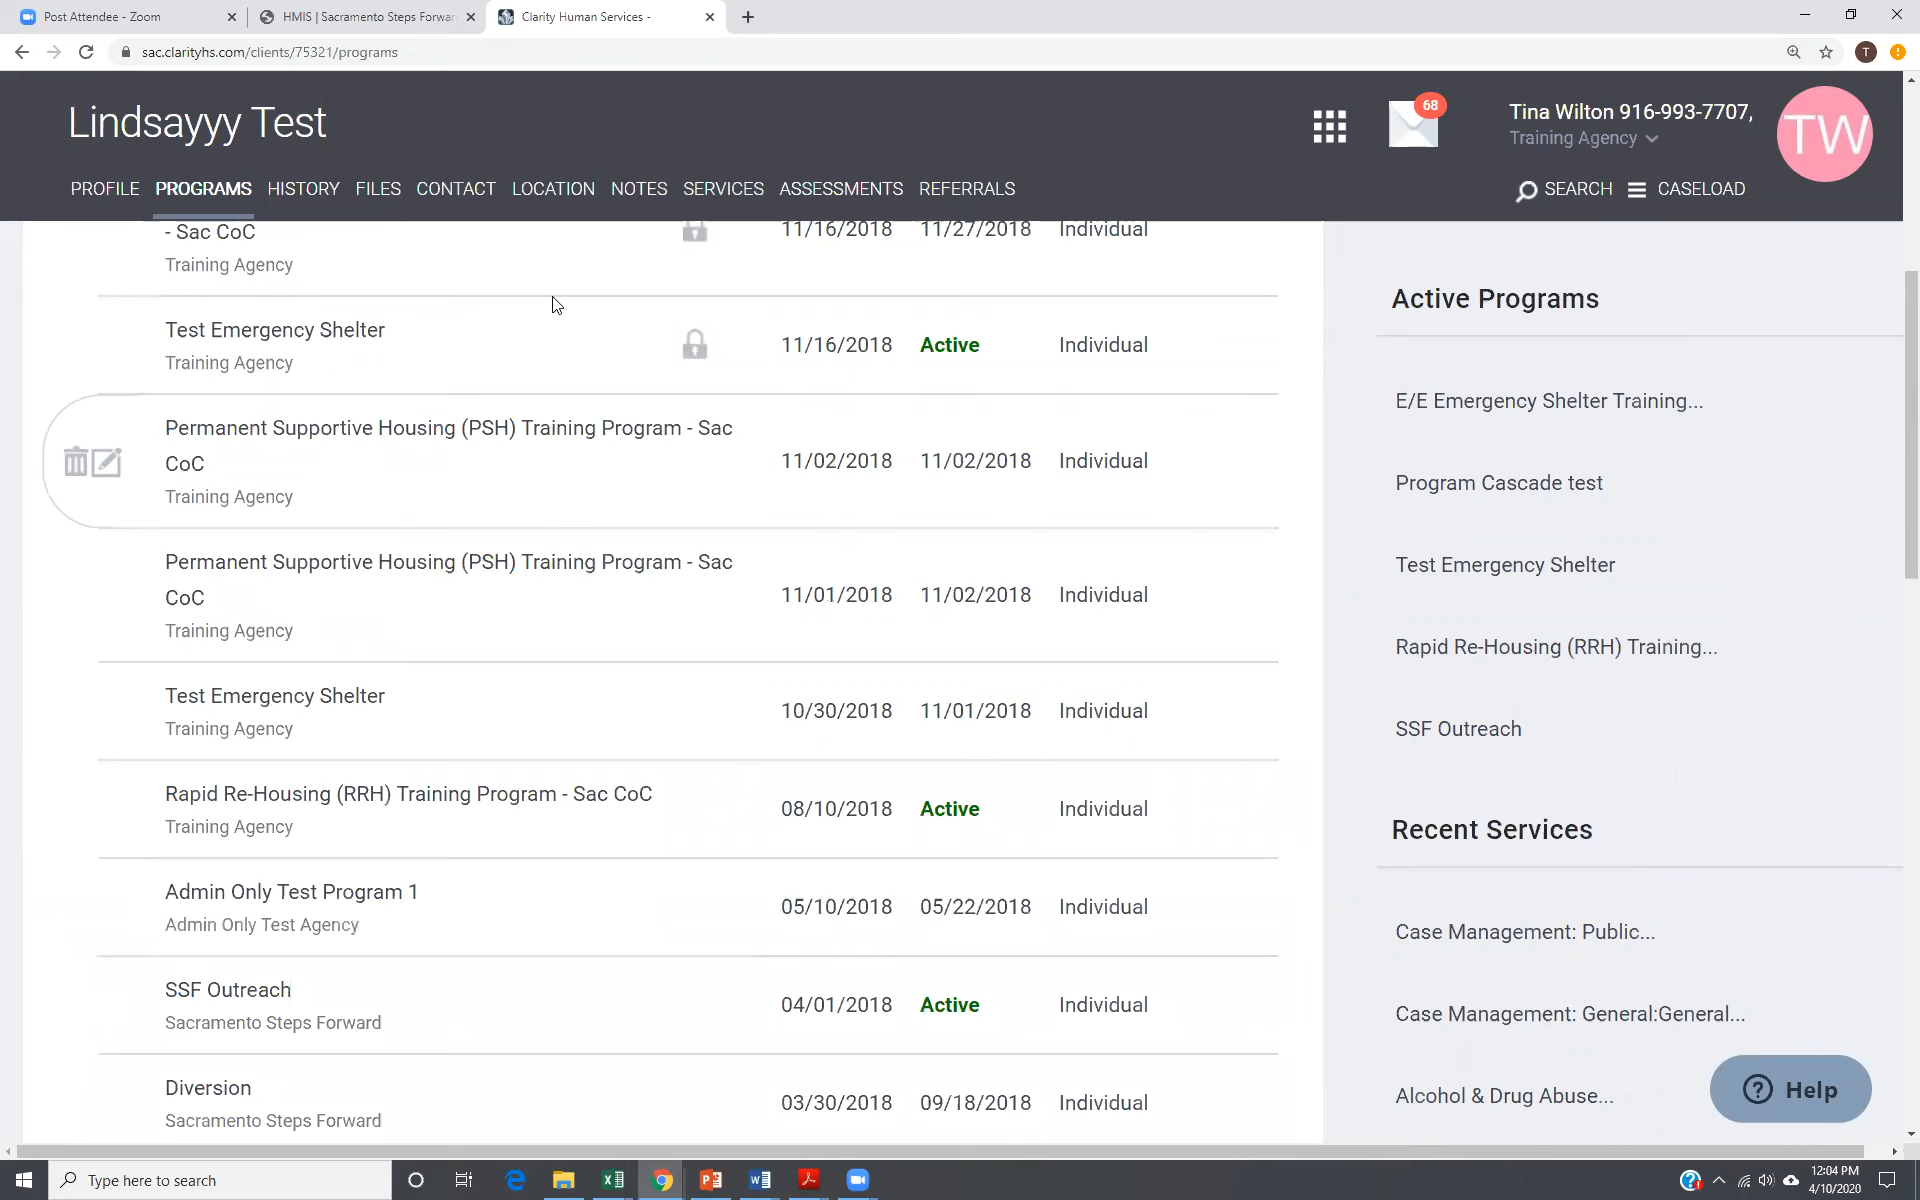 Post Attendee - Zoom
HMIS | Sacramento Steps Forwar
Clarity Human Services -
sac.clarityhs.com/clients/75321/programs
T
Lindsayyy Test
68
Tina Wilton 916-993-7707,
Training Agency
TW
PROFILE PROGRAMS HISTORY FILES CONTACT LOCATION NOTES SERVICES ASSESSMENTS REFERRALS
SEARCH CASELOAD
- Sac CoC 11/16/2018 11/27/2018 Individual
Training Agency
Test Emergency Shelter
Training Agency
11/16/2018 Active Individual
Permanent Supportive Housing (PSH) Training Program - Sac
CoC
Training Agency
11/02/2018 11/02/2018 Individual
Permanent Supportive Housing (PSH) Training Program - Sac
CoC
Training Agency
11/01/2018 11/02/2018 Individual
Test Emergency Shelter
Training Agency
10/30/2018 11/01/2018 Individual
Rapid Re-Housing (RRH) Training Program - Sac CoC
Training Agency
08/10/2018 Active Individual
Admin Only Test Program 1
Admin Only Test Agency
05/10/2018 05/22/2018 Individual
SSF Outreach
Sacramento Steps Forward
04/01/2018 Active Individual
Diversion
Sacramento Steps Forward
03/30/2018 09/18/2018 Individual
Active Programs
E/E Emergency Shelter Training...
Program Cascade test
Test Emergency Shelter
Rapid Re-Housing (RRH) Training...
SSF Outreach
Recent Services
Case Management: Public...
Case Management: General:General...
Alcohol & Drug Abuse...
Help
Type here to search
12:04 PM
4/10/2020